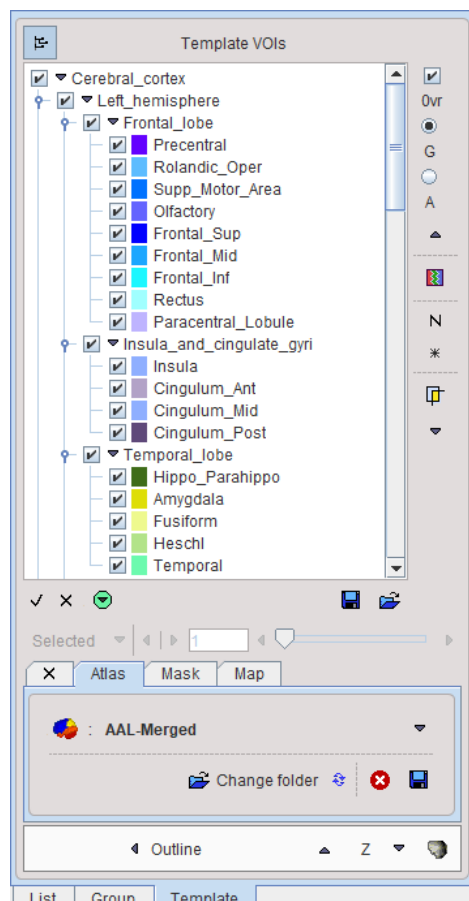 Template VOIs
Cerebral_cortex
Left_hemisphere
Frontal_lobe
Precentral
Rolandic_Oper
Supp_Motor_Area
Olfactory
Frontal_Sup
Frontal_Mid
Frontal_Inf
Rectus
Paracentral_Lobule
Insula_and_cingulate_gyri
Insula
Cingulum_Ant
Cingulum_Mid
Cingulum_Post
Temporal_lobe
Hippo_Parahippo
Amygdala
Fusiform
Heschl
Temporal
0vr
G
A
N
Selected 1
X Atlas Mask Map
: AAL-Merged
Change folder
Outline Z
List Group Template